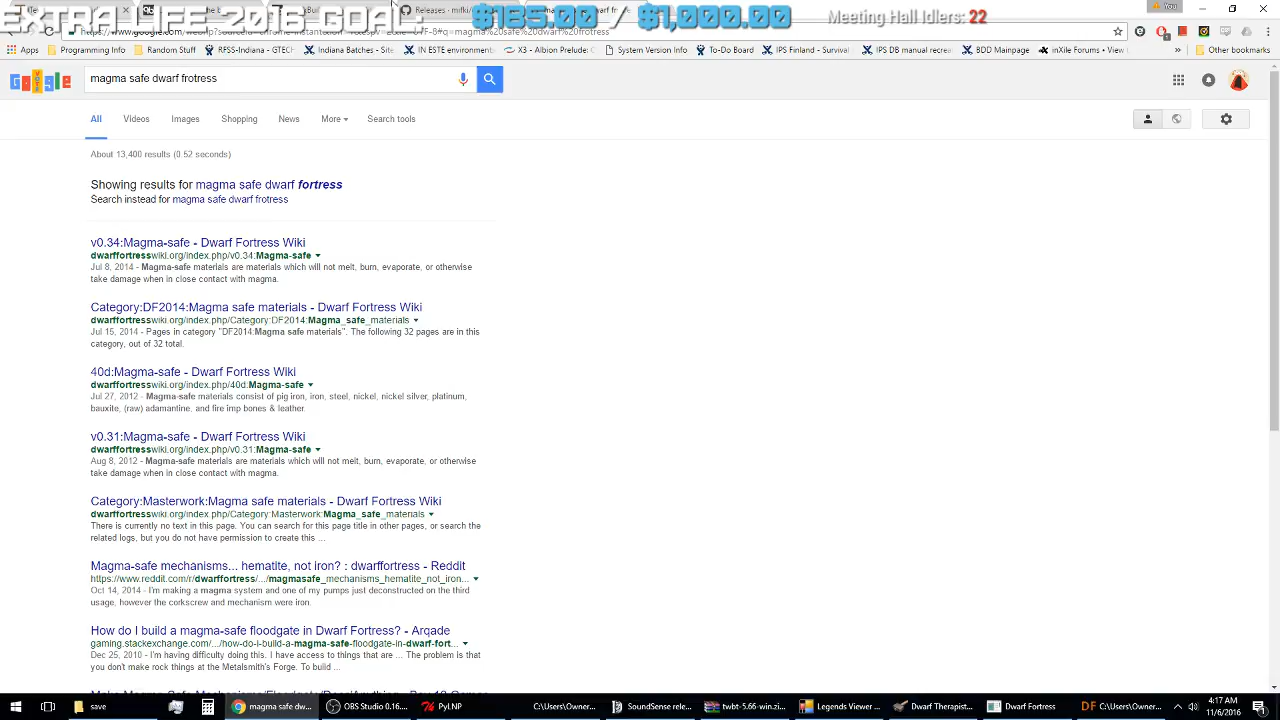 EXTRA LIFE 2016 GOAL: $185.00 / $1,000.00 Meeting Hall Idlers: 22
Releases · mifki/
You
Apps Programming Info Random Stuff RFSS-Indiana - GTECH Indiana Batches - Site IN ESTE environments X3 - Albion Prelude: C System Version Info To-Do Board IPS Finland - Survival IPS DB manual recrea BDD Mainpage inXile Forums · View » Other bookmarks
magma safe dwarf frotress
All Videos Images Shopping News More Search tools
About 13,400 results (0.52 seconds)
Showing results for magma safe dwarf fortress
Search instead for magma safe dwarf frotress
v0.34:Magma-safe - Dwarf Fortress Wiki
dwarffortresswiki.org/index.php/v0.34:Magma-safe
Jul 8, 2014 - Magma-safe materials are materials which will not melt, burn, evaporate, or otherwise
take damage when in close contact with magma.
Category:DF2014:Magma safe materials - Dwarf Fortress Wiki
dwarffortresswiki.org/index.php/Category:DF2014:Magma_safe_materials
Jul 15, 2014 - Pages in category "DF2014:Magma safe materials". The following 32 pages are in this
category, out of 32 total.
40d:Magma-safe - Dwarf Fortress Wiki
dwarffortresswiki.org/index.php/40d:Magma-safe
Jul 27, 2012 - Magma-safe materials consist of pig iron, iron, steel, nickel, nickel silver, platinum,
bauxite, (raw) adamantine, and fire imp bones & leather.
v0.31:Magma-safe - Dwarf Fortress Wiki
dwarffortresswiki.org/index.php/v0.31:Magma-safe
Aug 8, 2012 - Magma-safe materials are materials which will not melt, burn, evaporate, or otherwise
take damage when in close contact with magma.
Category:Masterwork:Magma safe materials - Dwarf Fortress Wiki
dwarffortresswiki.org/index.php/Category:Masterwork:Magma_safe_materials
There is currently no text in this page. You can search for this page title in other pages, or search the
related logs, but you do not have permission to create this ...
Magma-safe mechanisms... hematite, not iron? : dwarffortress - Reddit
https://www.reddit.com/r/dwarffortress/.../magmasafe_mechanisms_hematite_not_iron...
Oct 14, 2014 - I'm making a magma system and one of my pumps just deconstructed on the third
usage, however the corkscrew and mechanism were iron.
How do I build a magma-safe floodgate in Dwarf Fortress? - Arqade
gaming.stackexchange.com/.../how-do-i-build-a-magma-safe-floodgate-in-dwarf-fort...
Dec 25, 2010 - I'm having difficulty doing this. I have access to things that are ... The problem is that
you don't make rock things at the Metalsmith's Forge. To build ...
save magma safe dw... OBS Studio 0.16.... PyLNP C:\Users\Owner... SoundSense rele... twbt-5.66-win.zi... Legends Viewer ... Dwarf Therapist... Dwarf Fortress DF C:\Users\Owner...
4:17 AM
11/6/2016